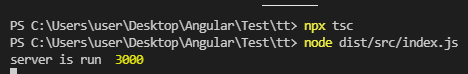 PS C:\Users\user\Desktop\Angular\Test\tt> npx tsc
PS C:\Users\user\Desktop\Angular\Test\tt> node dist/src/index.js
server is run  3000